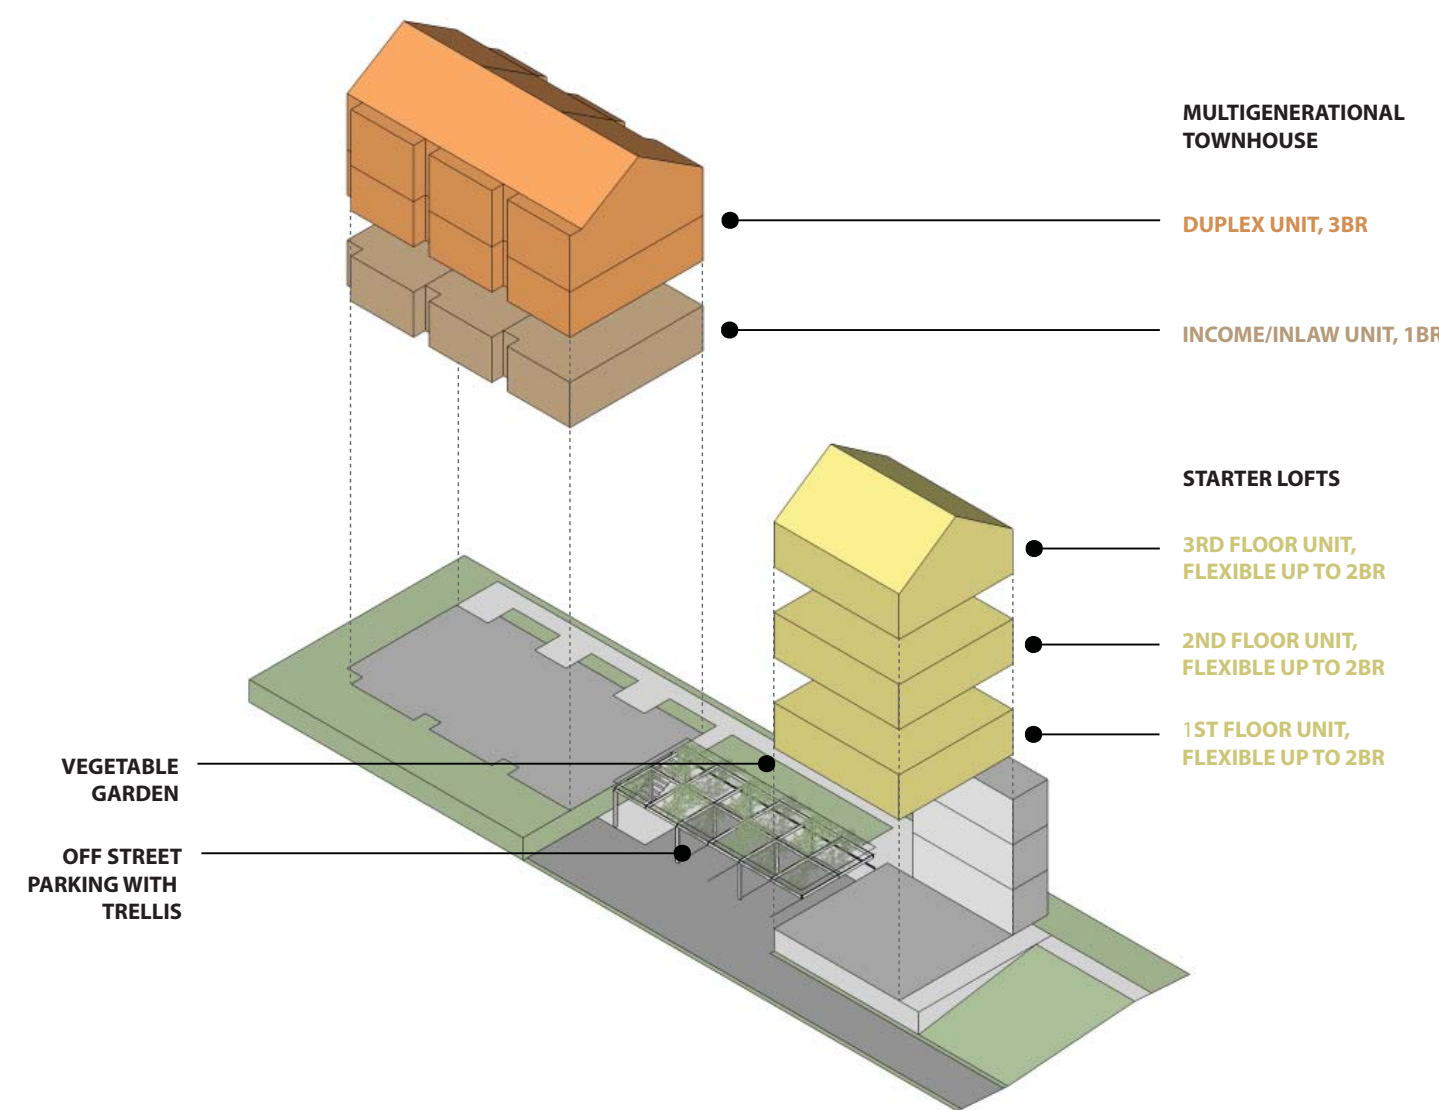 MULTIGENERATIONAL
TOWNHOUSE
DUPLEX UNIT, 3BR
INCOME/INLAW UNIT, 1BR
STARTER LOFTS
3RD FLOOR UNIT,
FLEXIBLE UP TO 2BR
2ND FLOOR UNIT,
FLEXIBLE UP TO 2BR
1ST FLOOR UNIT,
FLEXIBLE UP TO 2BR
VEGETABLE
GARDEN
OFF STREET
PARKING WITH
TRELLIS